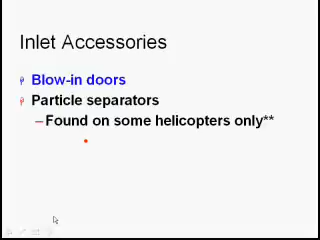 Inlet Accessories
Blow-in doors
Particle separators
–Found on some helicopters only**